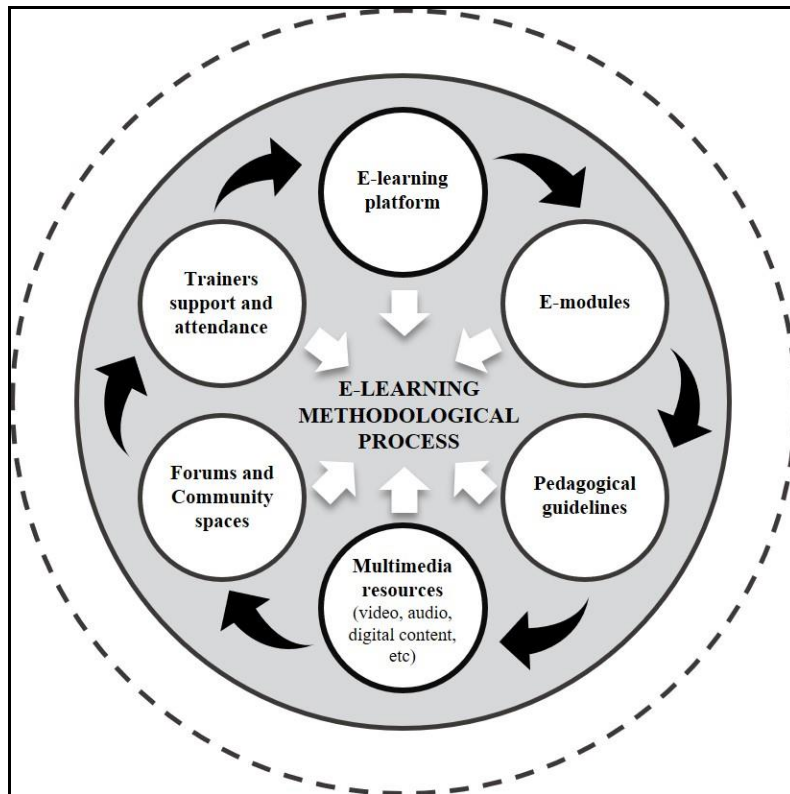 E-learning
platform
E-modules
Pedagogical
guidelines
Multimedia
resources
(video, audio,
digital content,
etc)
Forums and
Community
spaces
Trainers
support and
attendance
E-LEARNING
METHODOLOGICAL
PROCESS